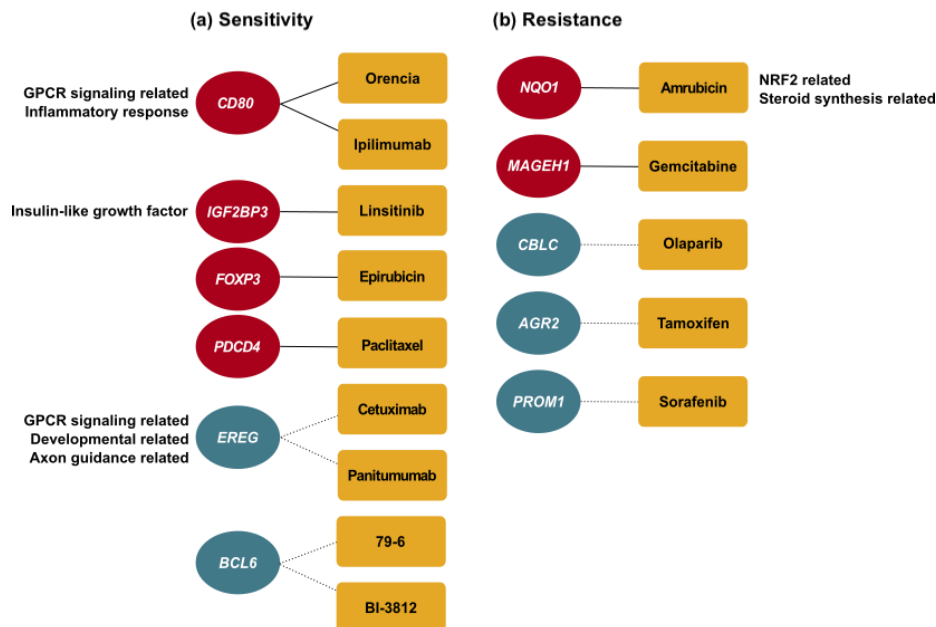 (a) Sensitivity
GPCR signaling related
Inflammatory response
CD80
Orencia
Ipilimumab
Insulin-like growth factor
IGF2BP3
Linsitinib
FOXP3
Epirubicin
PDCD4
Paclitaxel
GPCR signaling related
Developmental related
Axon guidance related
EREG
Cetuximab
Panitumumab
BCL6
79-6
BI-3812
(b) Resistance
NQO1
Amrubicin
NRF2 related
Steroid synthesis related
MAGEH1
Gemcitabine
CBLC
Olaparib
AGR2
Tamoxifen
PROM1
Sorafenib